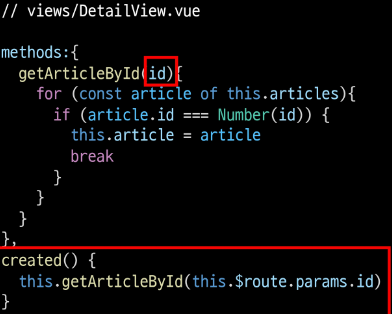 // views/DetailView.vue
methods:{
getArticleById(id){
for (const article of this.articles){
if (article.id === Number(id)) {
this.article = article
break
}
}
}
},
created() {
this.getArticleById(this.$route.params.id)
}